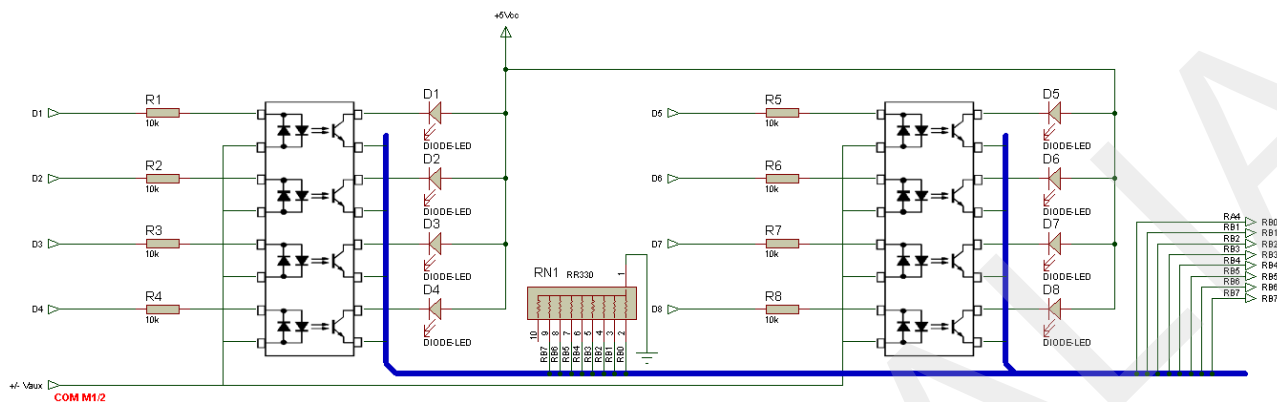 +5Vcc
D1
R1
10k
D1
DIODE-LED
D2
R2
10k
D2
DIODE-LED
D3
R3
10k
D3
DIODE-LED
D4
R4
10k
D4
DIODE-LED
RN1 RR330
1
10 9 8 7 6 5 4 3 2
RB7 RB6 RB5 RB4 RB3 RB2 RB1 RB0
D5
R5
10k
D5
DIODE-LED
D6
R6
10k
D6
DIODE-LED
D7
R7
10k
D7
DIODE-LED
D8
R8
10k
D8
DIODE-LED
RA4 RB0
RB1 RB1
RB2 RB2
RB3 RB3
RB4 RB4
RB5 RB5
RB6 RB6
RB7 RB7
+/- Vaux
COM M1/2